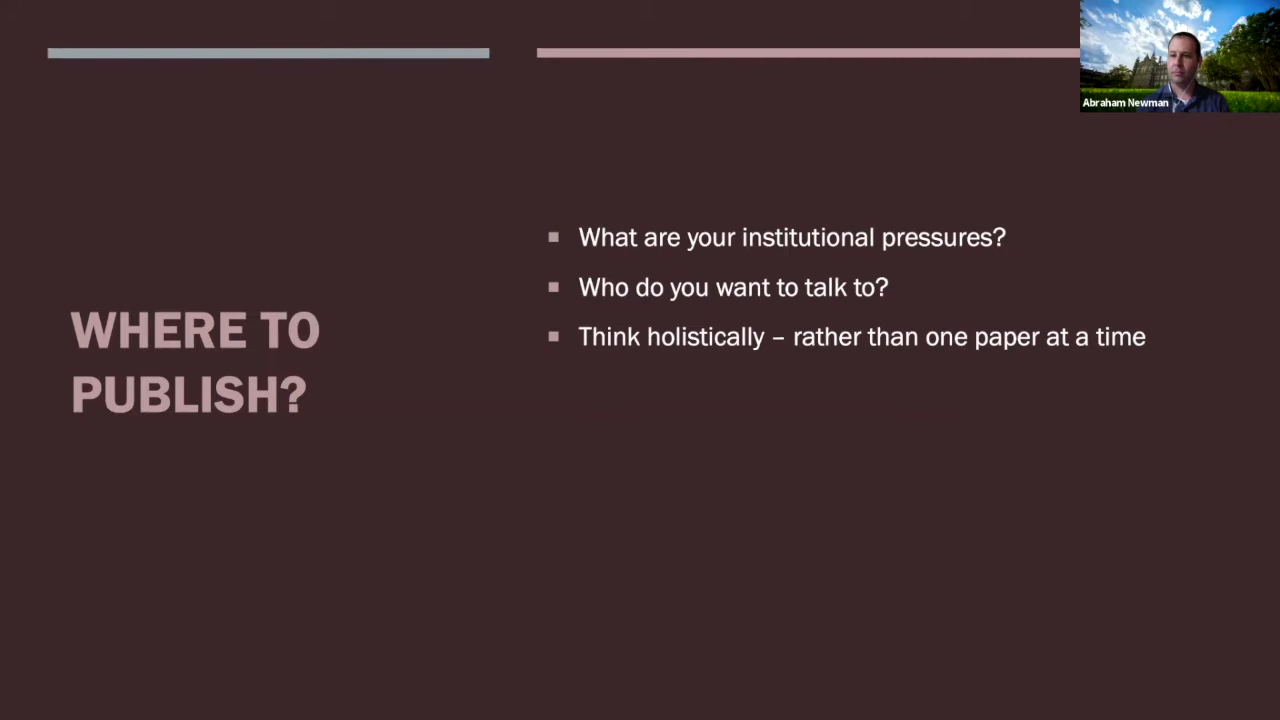 Abraham Newman
WHERE TO
PUBLISH?
What are your institutional pressures?
Who do you want to talk to?
Think holistically – rather than one paper at a time